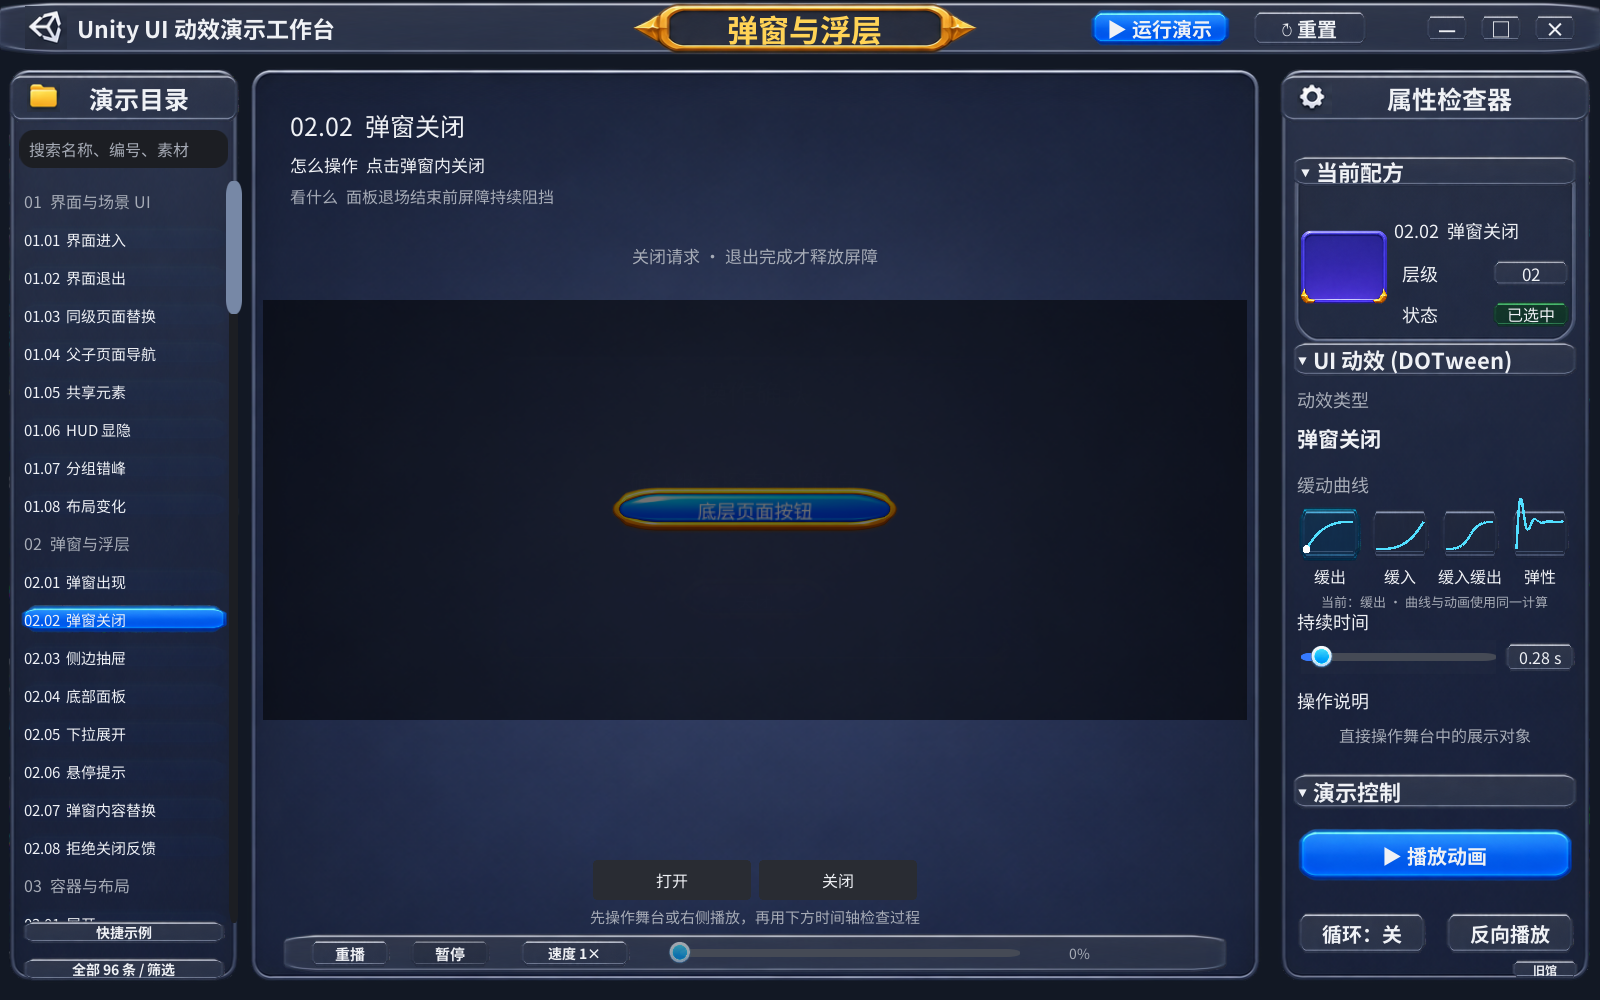 Unity UI 动效演示工作台
弹窗与浮层
▶ 运行演示
重置
演示目录
搜索名称、编号、素材
01 界面与场景 UI
01.01 界面进入
01.02 界面退出
01.03 同级页面替换
01.04 父子页面导航
01.05 共享元素
01.06 HUD 显隐
01.07 分组错峰
01.08 布局变化
02 弹窗与浮层
02.01 弹窗出现
02.02 弹窗关闭
02.03 侧边抽屉
02.04 底部面板
02.05 下拉展开
02.06 悬停提示
02.07 弹窗内容替换
02.08 拒绝关闭反馈
03 容器与布局
快捷示例
全部 96 条 / 筛选
02.02 弹窗关闭
怎么操作 点击弹窗内关闭
看什么 面板退场结束前屏障持续阻挡
关闭请求 · 退出完成才释放屏障
底层页面按钮
打开
关闭
先操作舞台或右侧播放，再用下方时间轴检查过程
重播
暂停
速度 1×
0%
属性检查器
▼ 当前配方
02.02 弹窗关闭
层级
02
状态
已选中
▼ UI 动效 (DOTween)
动效类型
弹窗关闭
缓动曲线
缓出
缓入
缓入缓出
弹性
当前：缓出 · 曲线与动画使用同一计算
持续时间
0.28 s
操作说明
直接操作舞台中的展示对象
▼ 演示控制
▶ 播放动画
循环：关
反向播放
旧馆